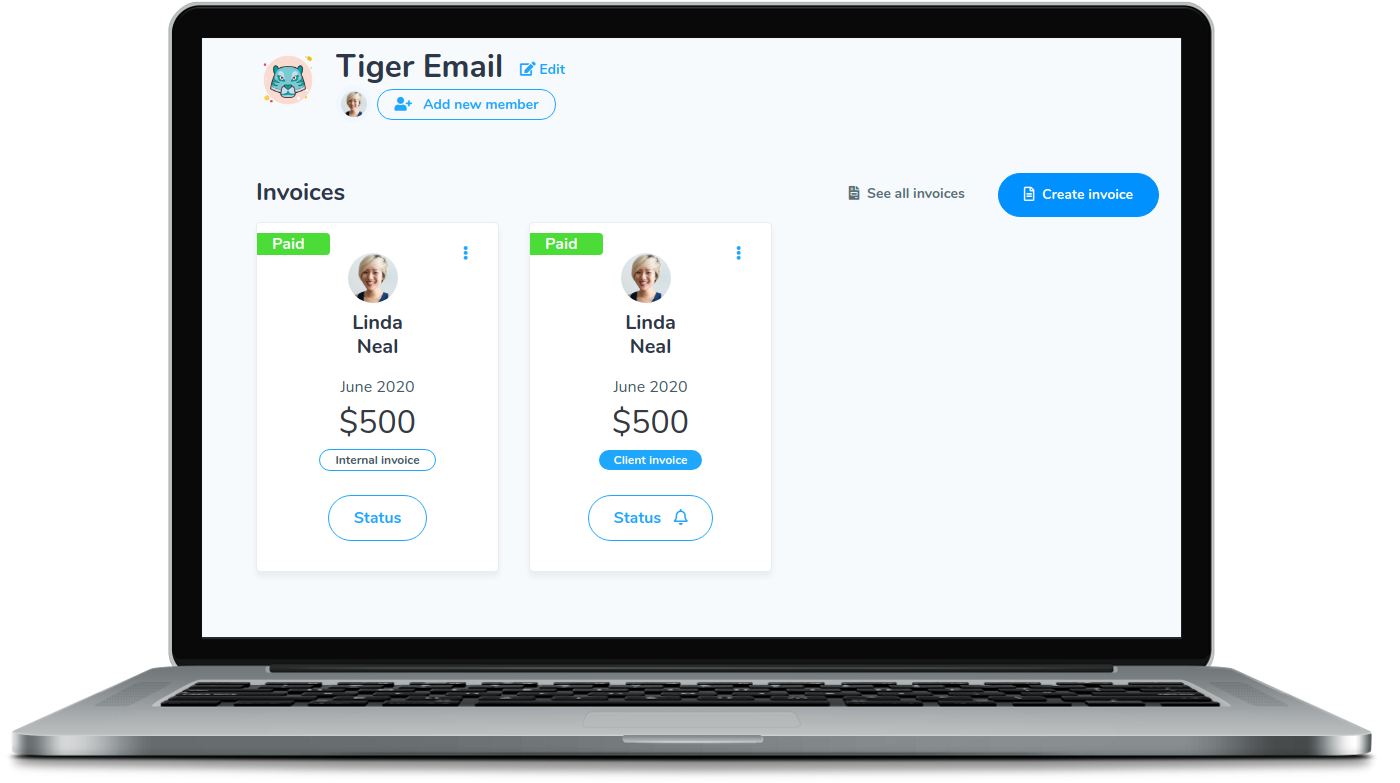 Tiger Email
Edit
Add new member
Invoices
See all invoices
Create invoice
Paid
Linda
Neal
June 2020
$500
Internal invoice
Status
Paid
Linda
Neal
June 2020
$500
Client invoice
Status